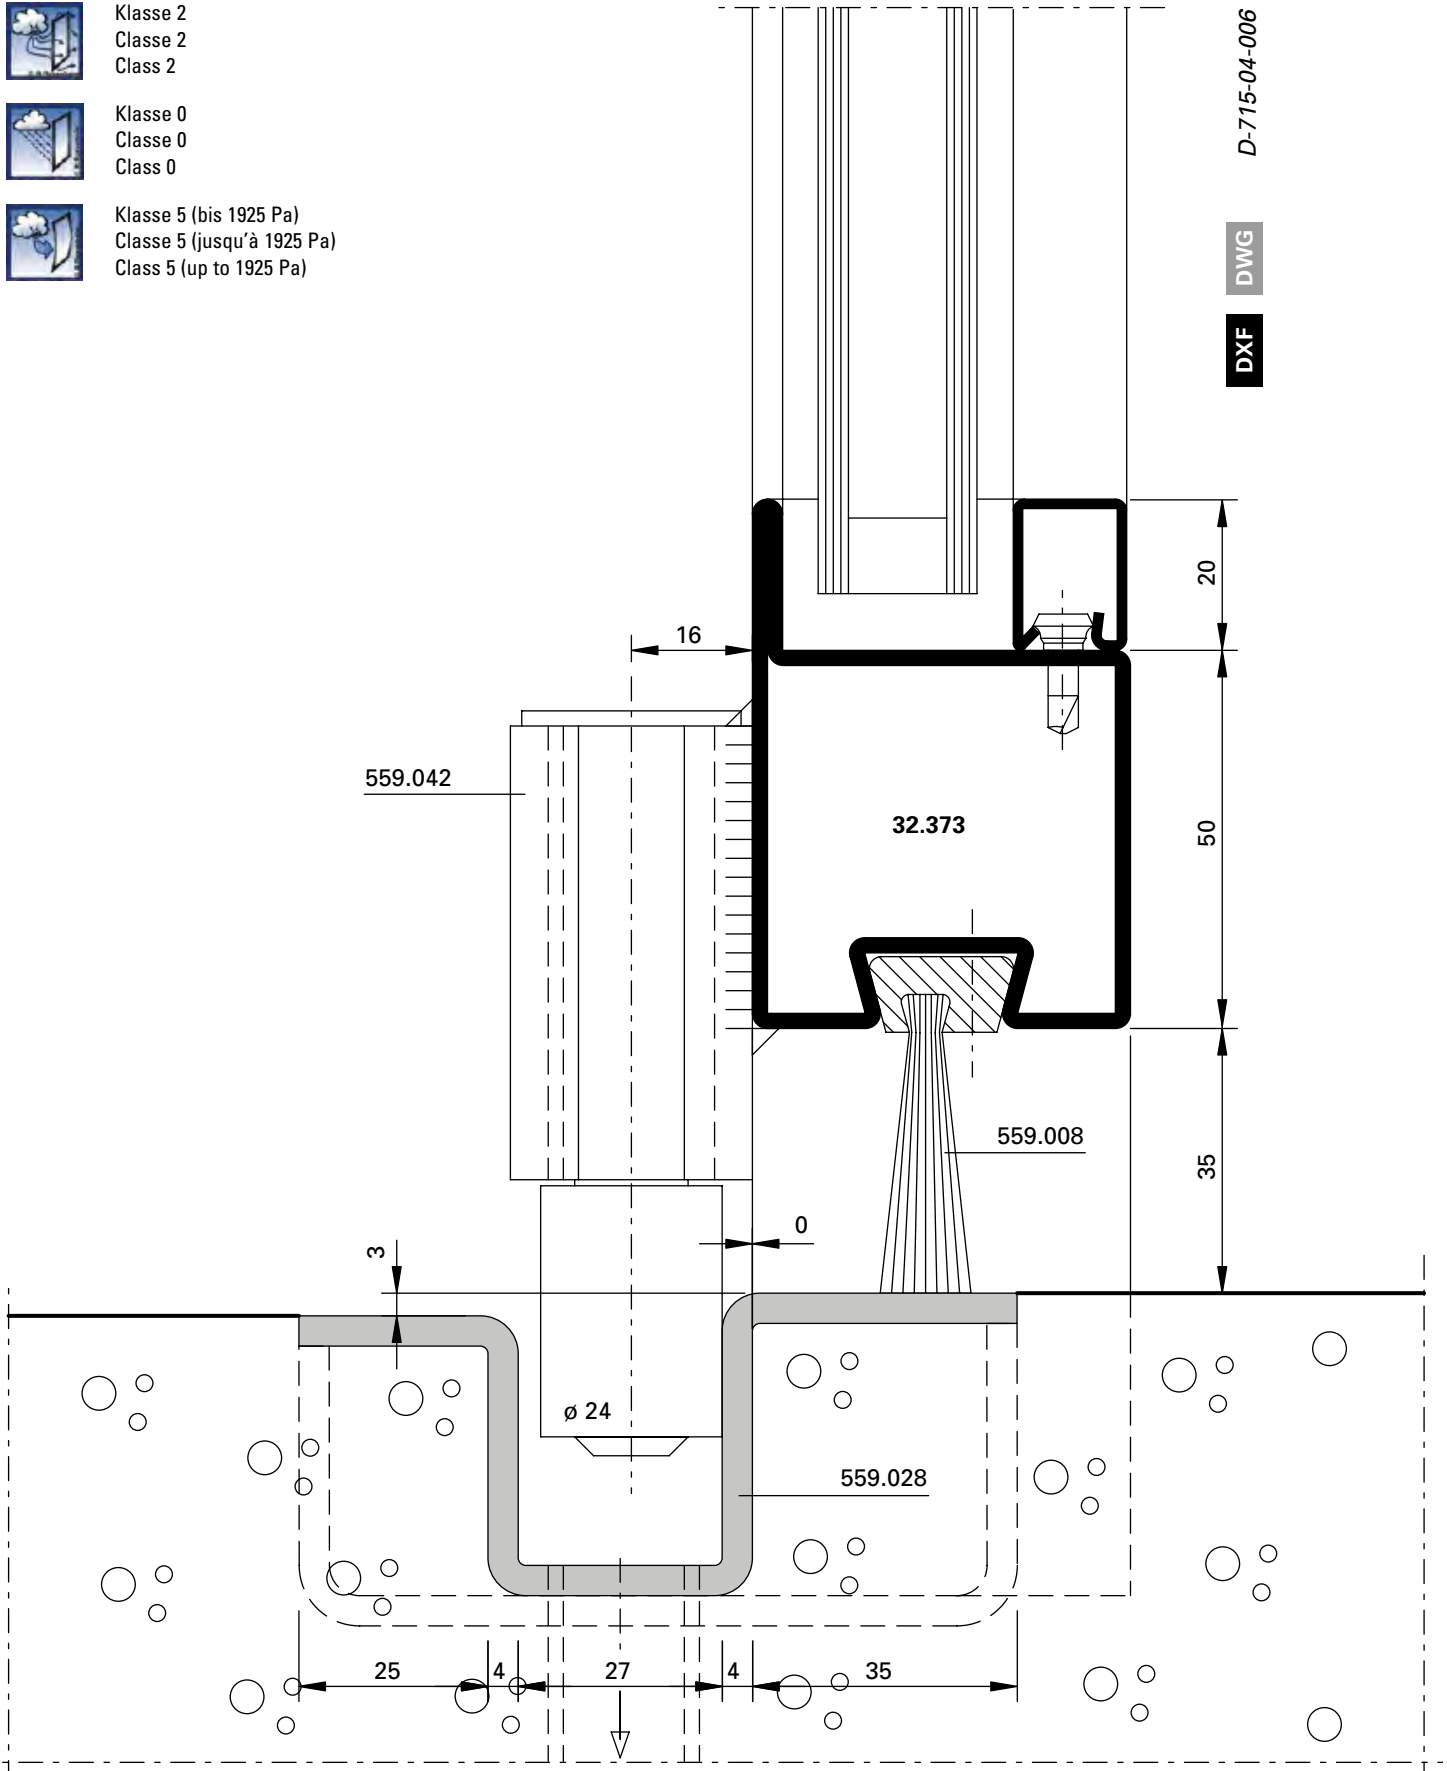 Klasse 2
Classe 2
Class 2
Klasse 0
Classe 0
Class 0
Klasse 5 (bis 1925 Pa)
Classe 5 (jusqu'à 1925 Pa)
Class 5 (up to 1925 Pa)
D-715-04-006
DWG
DXF
20
16
559.042
32.373
50
559.008
35
0
3
ø 24
559.028
25
4
27
4
35